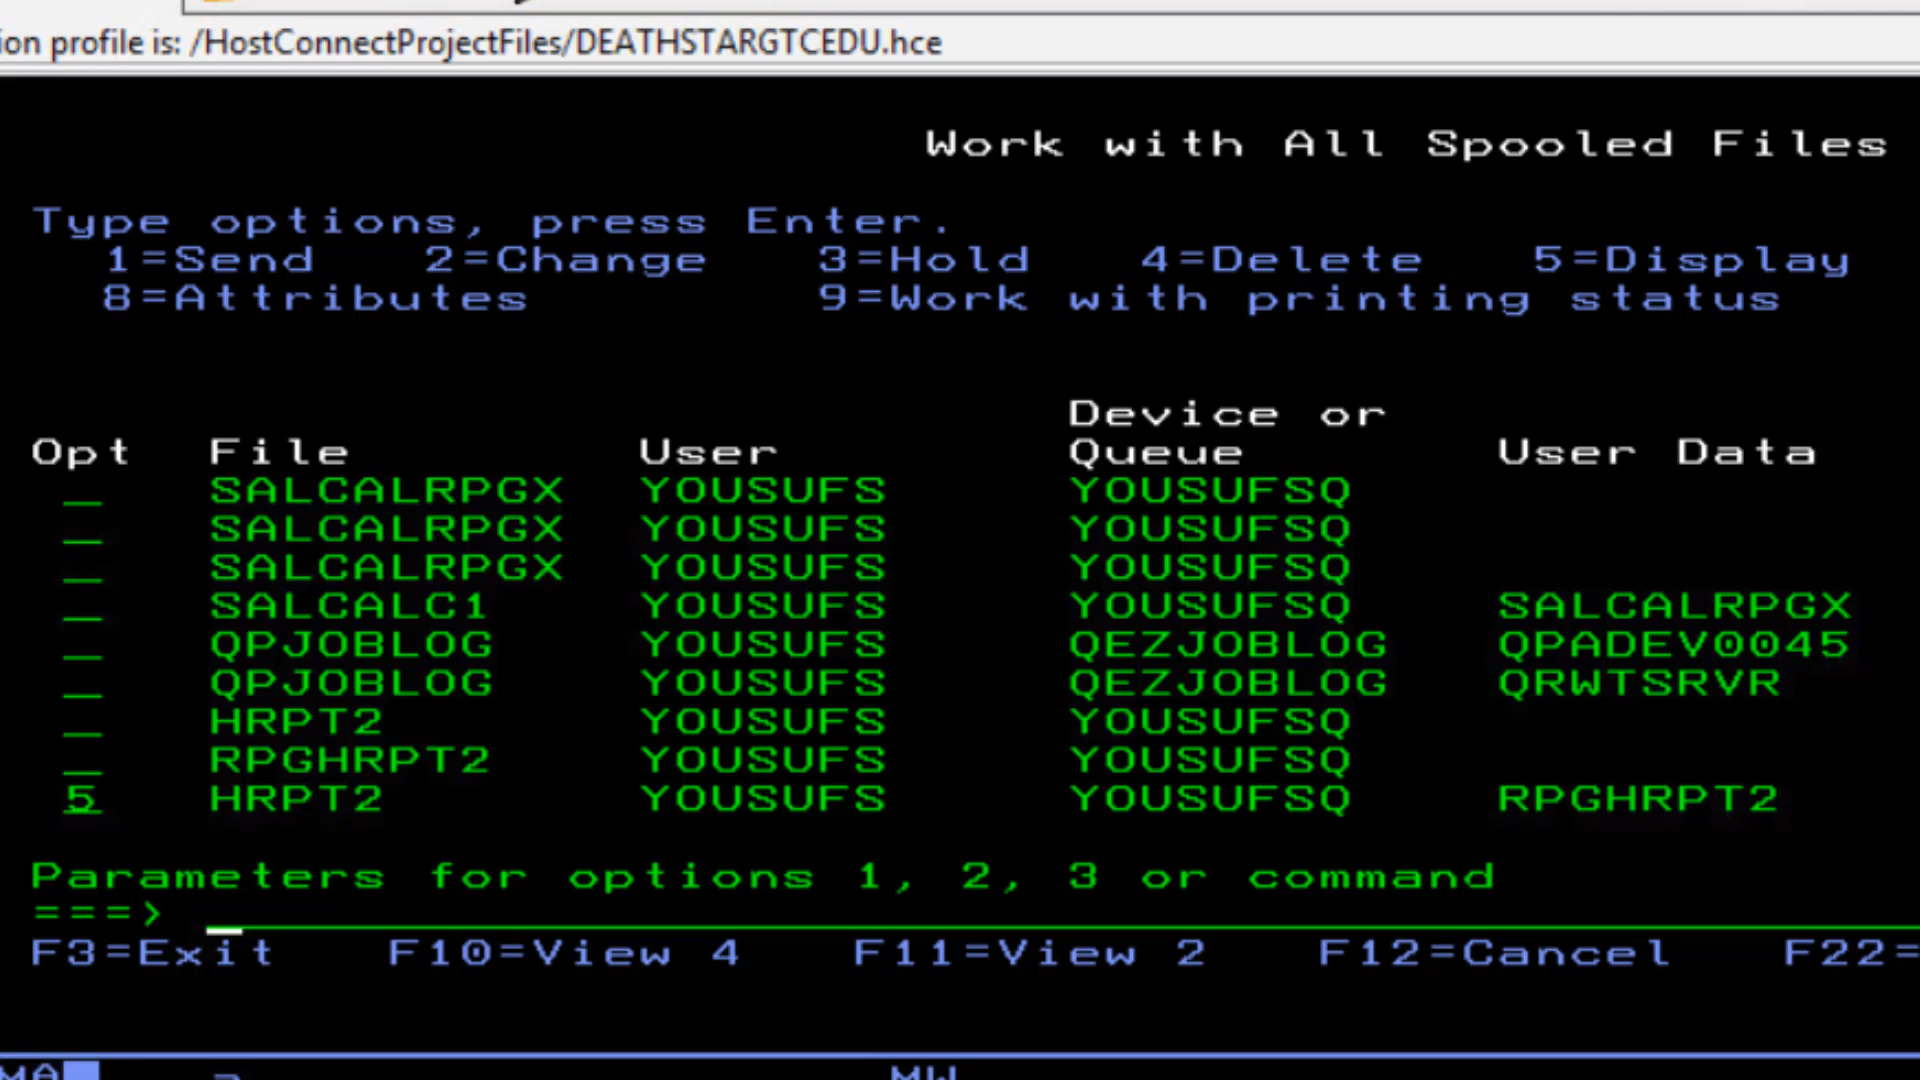 ion profile is: /HostConnectProjectFiles/DEATHSTARGTCEDU.hce
Work with All Spooled Files
Type options, press Enter.
1=Send 2=Change 3=Hold 4=Delete 5=Display
8=Attributes 9=Work with printing status
Device or
Opt File User Queue User Data
_ SALCALRPGX YOUSUFS YOUSUFSQ
_ SALCALRPGX YOUSUFS YOUSUFSQ
_ SALCALRPGX YOUSUFS YOUSUFSQ
_ SALCALC1 YOUSUFS YOUSUFSQ SALCALRPGX
_ QPJOBLOG YOUSUFS QEZJOBLOG QPADEV0045
_ QPJOBLOG YOUSUFS QEZJOBLOG QRWTSRVR
_ HRPT2 YOUSUFS YOUSUFSQ
_ RPGHRPT2 YOUSUFS YOUSUFSQ
5 HRPT2 YOUSUFS YOUSUFSQ RPGHRPT2
Parameters for options 1, 2, 3 or command
===> _
F3=Exit F10=View 4 F11=View 2 F12=Cancel F22=
MA MW